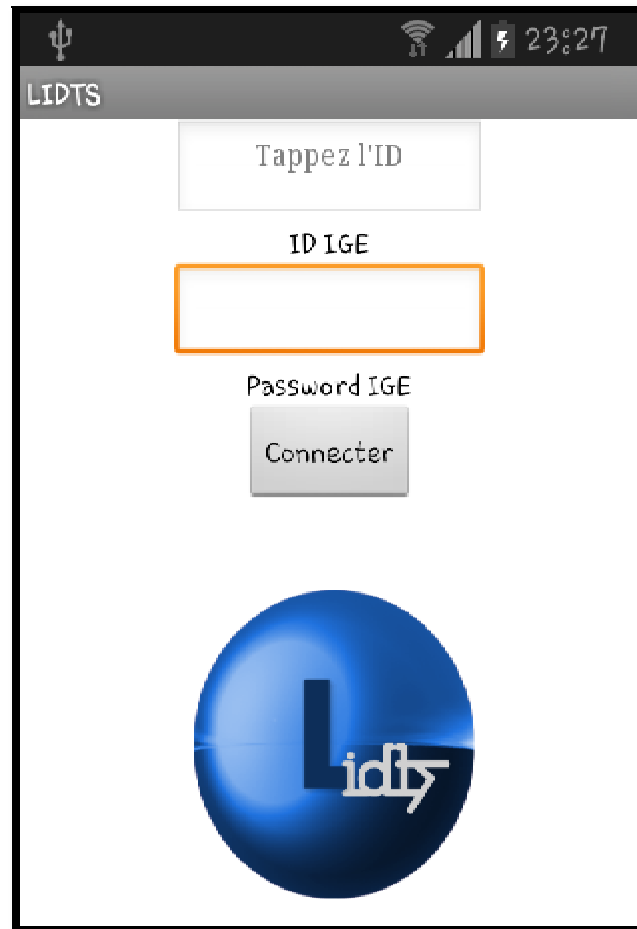 23:27
LIDTS
Tappez l'ID
ID IGE
Password IGE
Connecter
Lidts